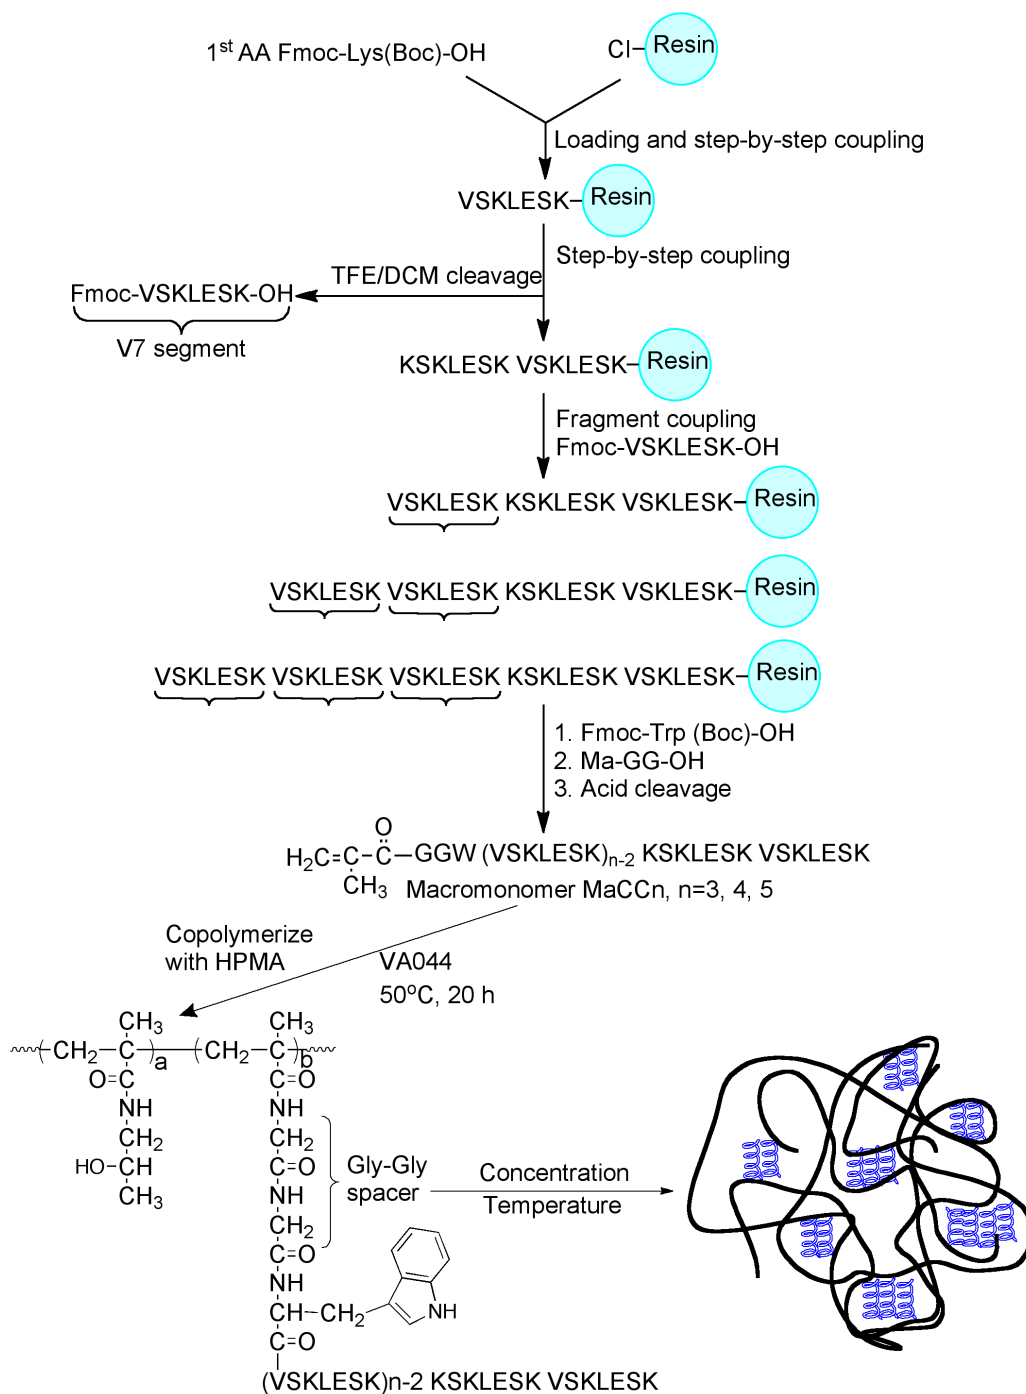 1st AA Fmoc-Lys(Boc)-OH
Cl
Resin
Loading and step-by-step coupling
VSKLESK
Resin
Step-by-step coupling
TFE/DCM cleavage
Fmoc-VSKLESK-OH
V7 segment
KSKLESK VSKLESK
Resin
Fragment coupling
Fmoc-VSKLESK-OH
VSKLESK KSKLESK VSKLESK
Resin
VSKLESK VSKLESK KSKLESK VSKLESK
Resin
VSKLESK VSKLESK VSKLESK KSKLESK VSKLESK
Resin
1. Fmoc-Trp (Boc)-OH
2. Ma-GG-OH
3. Acid cleavage
O
H2C=C-C-GGW (VSKLESK)n-2 KSKLESK VSKLESK
CH3
Macromonomer MaCCn, n=3, 4, 5
Copolymerize
with HPMA
VA044
50oC, 20 h
CH3 CH3
(CH2-C)a (CH2-C)b
O=C C=O
NH NH
CH2 CH2
HO-CH C=O
CH3 NH
CH2
C=O
Gly-Gly
spacer
Concentration
Temperature
NH
CH-CH2
NH
C=O
(VSKLESK)n-2 KSKLESK VSKLESK